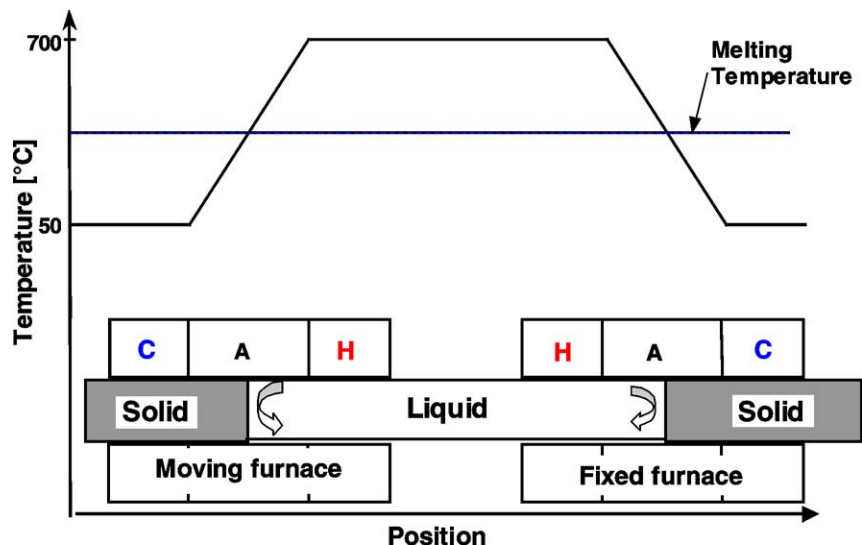 700
Melting
Temperature
Temperature [°C]
50
C A H H A C
Solid Liquid Solid
Moving furnace Fixed furnace
Position